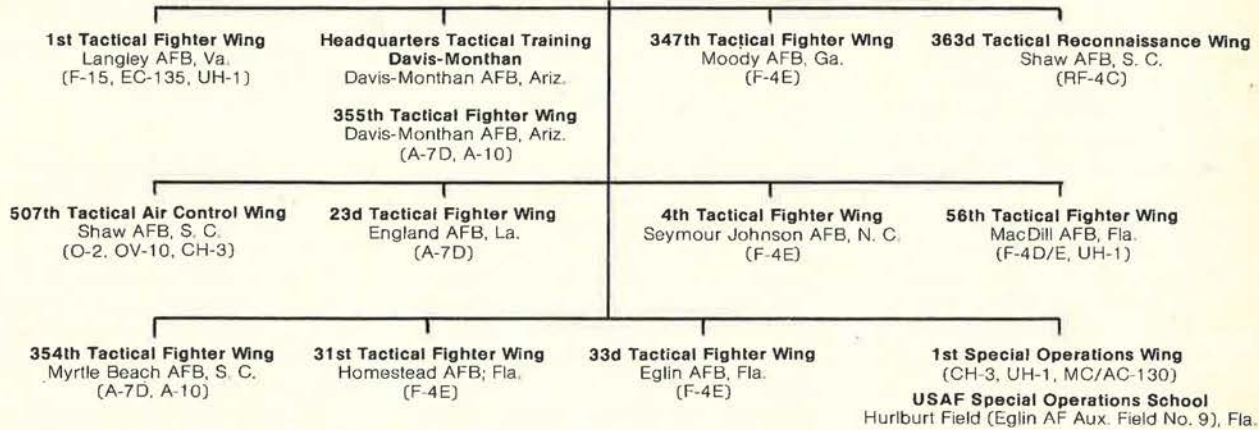 1st Tactical Fighter Wing
Langley AFB, Va.
(F-15, EC-135, UH-1)
Headquarters Tactical Training
Davis-Monthan
Davis-Monthan AFB, Ariz.
355th Tactical Fighter Wing
Davis-Monthan AFB, Ariz.
(A-7D, A-10)
347th Tactical Fighter Wing
Moody AFB, Ga.
(F-4E)
363d Tactical Reconnaissance Wing
Shaw AFB, S. C.
(RF-4C)
507th Tactical Air Control Wing
Shaw AFB, S. C.
(O-2, OV-10, CH-3)
23d Tactical Fighter Wing
England AFB, La.
(A-7D)
4th Tactical Fighter Wing
Seymour Johnson AFB, N. C.
(F-4E)
56th Tactical Fighter Wing
MacDill AFB, Fla.
(F-4D/E, UH-1)
354th Tactical Fighter Wing
Myrtle Beach AFB, S. C.
(A-7D, A-10)
31st Tactical Fighter Wing
Homestead AFB; Fla.
(F-4E)
33d Tactical Fighter Wing
Eglin AFB, Fla.
(F-4E)
1st Special Operations Wing
(CH-3, UH-1, MC/AC-130)
USAF Special Operations School
Hurlburt Field (Eglin AF Aux. Field No. 9), Fla.